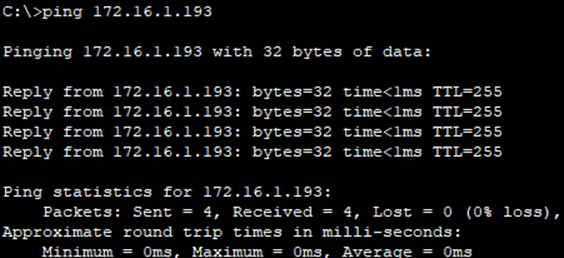 C:\>ping 172.16.1.193
Pinging 172.16.1.193 with 32 bytes of data:
Reply from 172.16.1.193: bytes=32 time<1ms TTL=255
Reply from 172.16.1.193: bytes=32 time<1ms TTL=255
Reply from 172.16.1.193: bytes=32 time<1ms TTL=255
Reply from 172.16.1.193: bytes=32 time<1ms TTL=255
Ping statistics for 172.16.1.193:
Packets: Sent = 4, Received = 4, Lost = 0 (0% loss),
Approximate round trip times in milli-seconds:
Minimum = 0ms, Maximum = 0ms, Average = 0ms